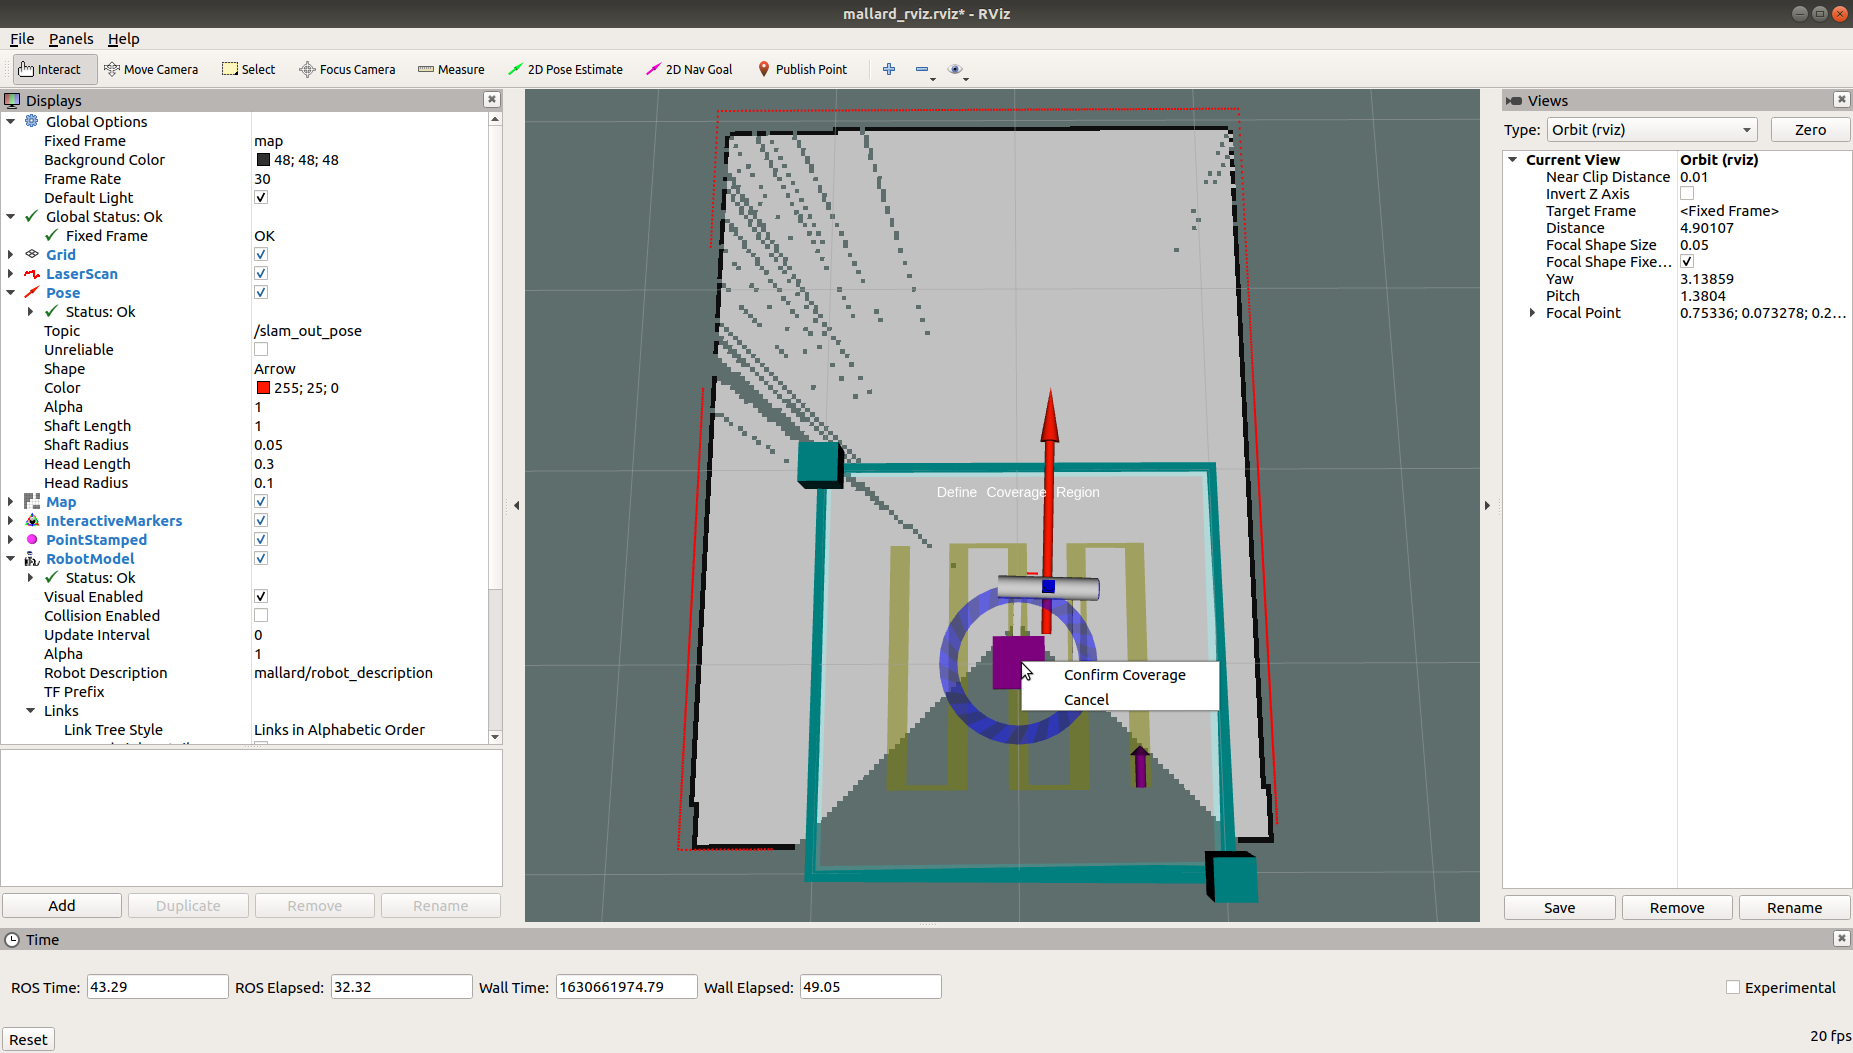 mallard_rviz.rviz* - RViz
File Panels Help
Interact Move Camera Select Focus Camera Measure 2D Pose Estimate 2D Nav Goal Publish Point
Displays
Global Options
Fixed Frame map
Background Color 48; 48; 48
Frame Rate 30
Default Light
Global Status: Ok
Fixed Frame OK
Grid
LaserScan
Pose
Status: Ok
Topic /slam_out_pose
Unreliable
Shape Arrow
Color 255; 25; 0
Alpha 1
Shaft Length 1
Shaft Radius 0.05
Head Length 0.3
Head Radius 0.1
Map
InteractiveMarkers
PointStamped
RobotModel
Status: Ok
Visual Enabled
Collision Enabled
Update Interval 0
Alpha 1
Robot Description mallard/robot_description
TF Prefix
Links
Link Tree Style Links in Alphabetic Order
Add Duplicate Remove Rename
Define Coverage Region
Confirm Coverage
Cancel
Views
Type: Orbit (rviz) Zero
Current View Orbit (rviz)
Near Clip Distance 0.01
Invert Z Axis
Target Frame <Fixed Frame>
Distance 4.90107
Focal Shape Size 0.05
Focal Shape Fixe...
Yaw 3.13859
Pitch 1.3804
Focal Point 0.75336; 0.073278; 0.2...
Save Remove Rename
Time
ROS Time: 43.29 ROS Elapsed: 32.32 Wall Time: 1630661974.79 Wall Elapsed: 49.05 Experimental
Reset 20 fps